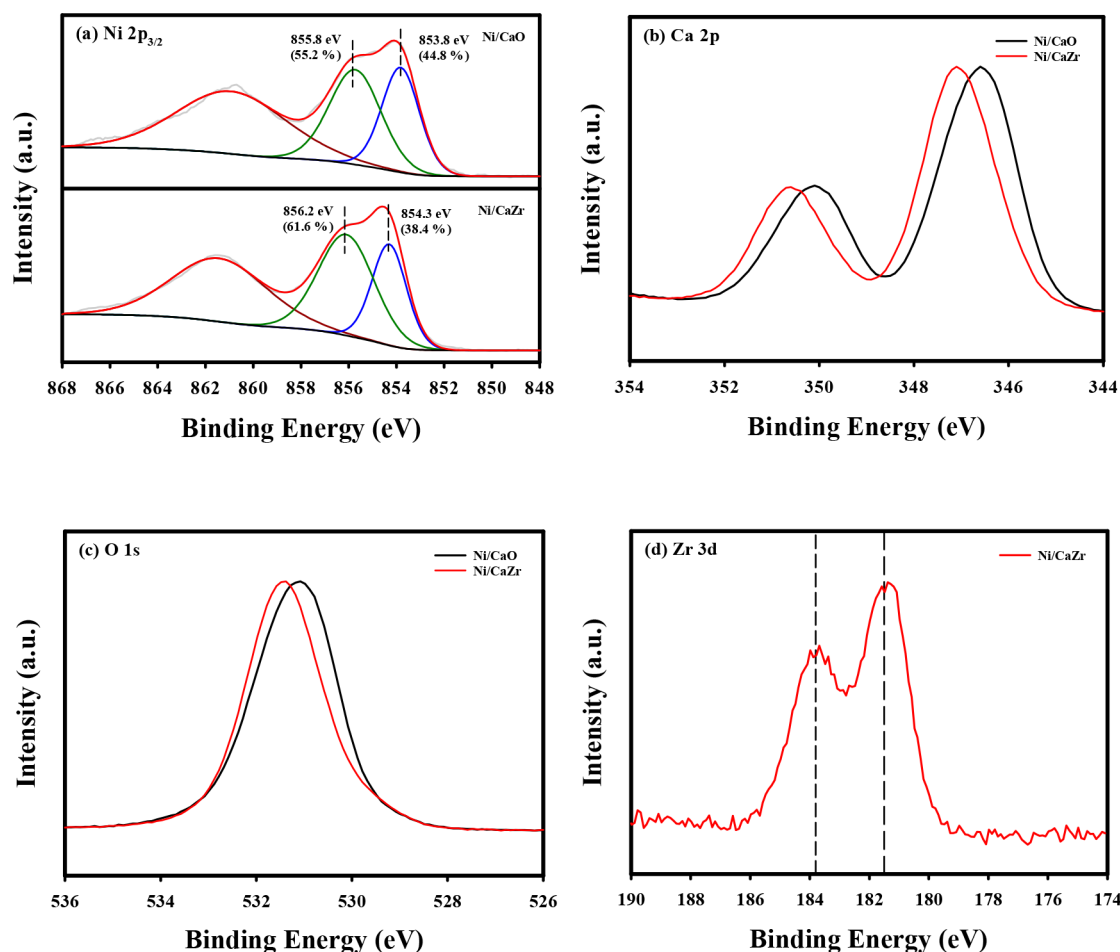 (a) Ni 2p3/2
855.8 eV
(55.2 %)
853.8 eV
(44.8 %)
Ni/CaO
856.2 eV
(61.6 %)
854.3 eV
(38.4 %)
Ni/CaZr
Intensity (a.u.)
868 866 864 862 860 858 856 854 852 850 848
Binding Energy (eV)
(b) Ca 2p
Ni/CaO
Ni/CaZr
Intensity (a.u.)
354 352 350 348 346 344
Binding Energy (eV)
(c) O 1s
Ni/CaO
Ni/CaZr
Intensity (a.u.)
536 534 532 530 528 526
Binding Energy (eV)
(d) Zr 3d
Ni/CaZr
Intensity (a.u.)
190 188 186 184 182 180 178 176 174
Binding Energy (eV)